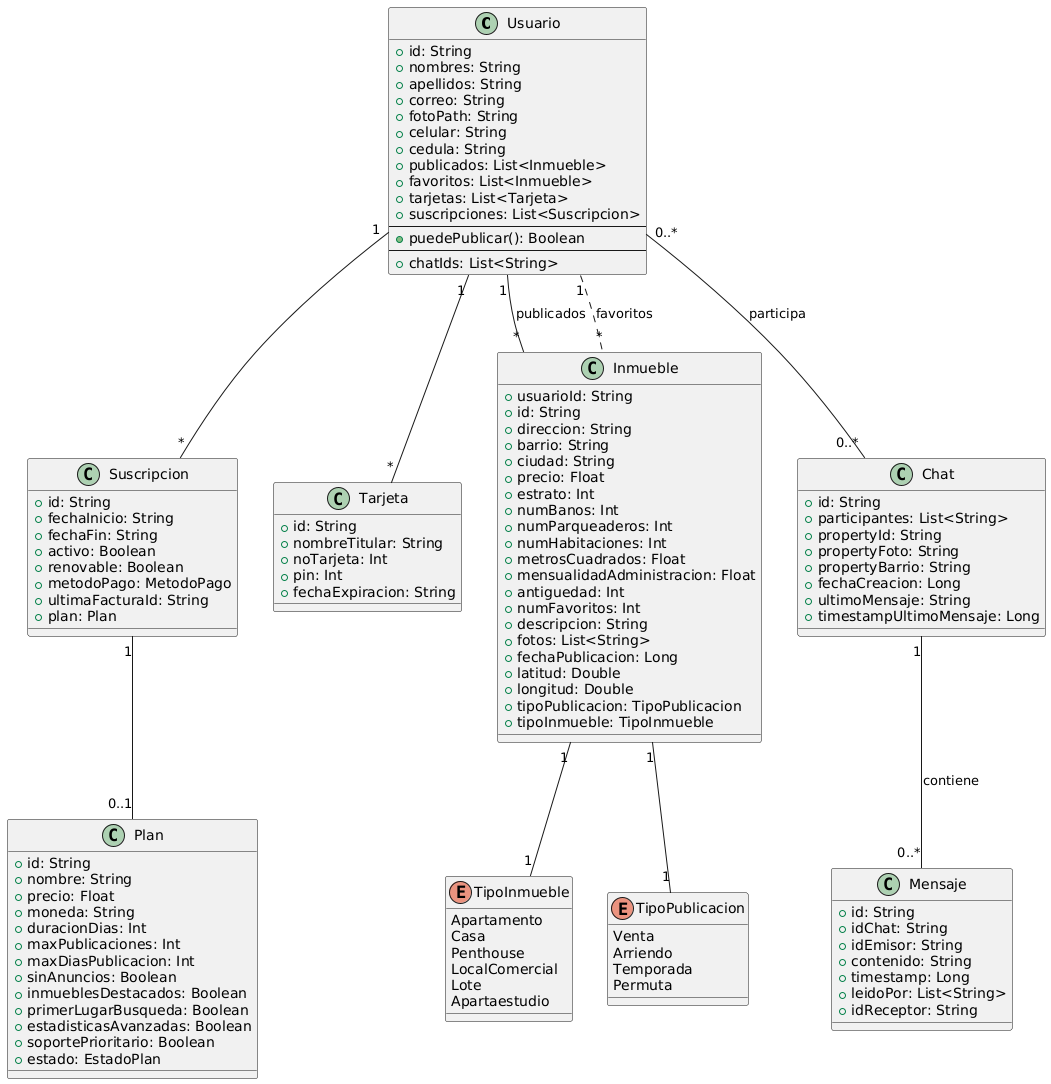 Usuario
id: String
nombres: String
apellidos: String
correo: String
fotoPath: String
celular: String
cedula: String
publicados: List<Inmueble>
favoritos: List<Inmueble>
tarjetas: List<Tarjeta>
suscripciones: List<Suscripcion>
puedePublicar(): Boolean
chatIds: List<String>
1
0..*
1
1
1
publicados
favoritos
participa
*
*
*
*
0..*
Inmueble
usuarioId: String
id: String
direccion: String
barrio: String
ciudad: String
precio: Float
estrato: Int
numBanos: Int
numParqueaderos: Int
numHabitaciones: Int
metrosCuadrados: Float
mensualidadAdministracion: Float
antiguedad: Int
numFavoritos: Int
descripcion: String
fotos: List<String>
fechaPublicacion: Long
latitud: Double
longitud: Double
tipoPublicacion: TipoPublicacion
tipoInmueble: TipoInmueble
Suscripcion
id: String
fechaInicio: String
fechaFin: String
activo: Boolean
renovable: Boolean
metodoPago: MetodoPago
ultimaFacturaId: String
plan: Plan
Tarjeta
id: String
nombreTitular: String
noTarjeta: Int
pin: Int
fechaExpiracion: String
Chat
id: String
participantes: List<String>
propertyId: String
propertyFoto: String
propertyBarrio: String
fechaCreacion: Long
ultimoMensaje: String
timestampUltimoMensaje: Long
1
0..1
1
1
1
1
1
contiene
0..*
Plan
id: String
nombre: String
precio: Float
moneda: String
duracionDias: Int
maxPublicaciones: Int
maxDiasPublicacion: Int
sinAnuncios: Boolean
inmueblesDestacados: Boolean
primerLugarBusqueda: Boolean
estadisticasAvanzadas: Boolean
soportePrioritario: Boolean
estado: EstadoPlan
TipoInmueble
Apartamento
Casa
Penthouse
LocalComercial
Lote
Apartaestudio
TipoPublicacion
Venta
Arriendo
Temporada
Permuta
Mensaje
id: String
idChat: String
idEmisor: String
contenido: String
timestamp: Long
leidoPor: List<String>
idReceptor: String